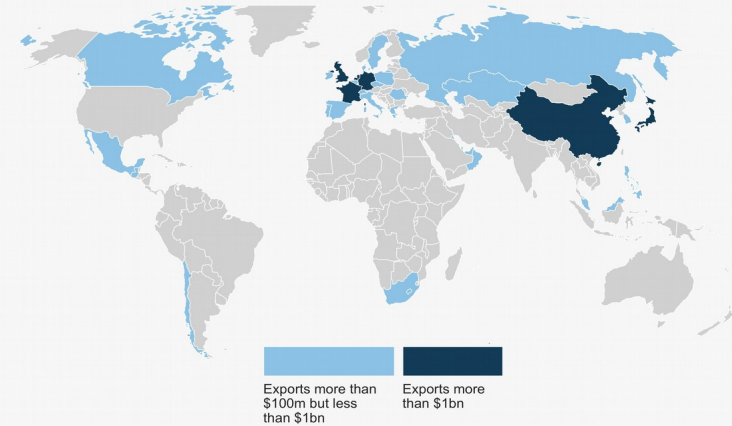 Exports more than
$100m but less
than $1bn
Exports more
than $1bn